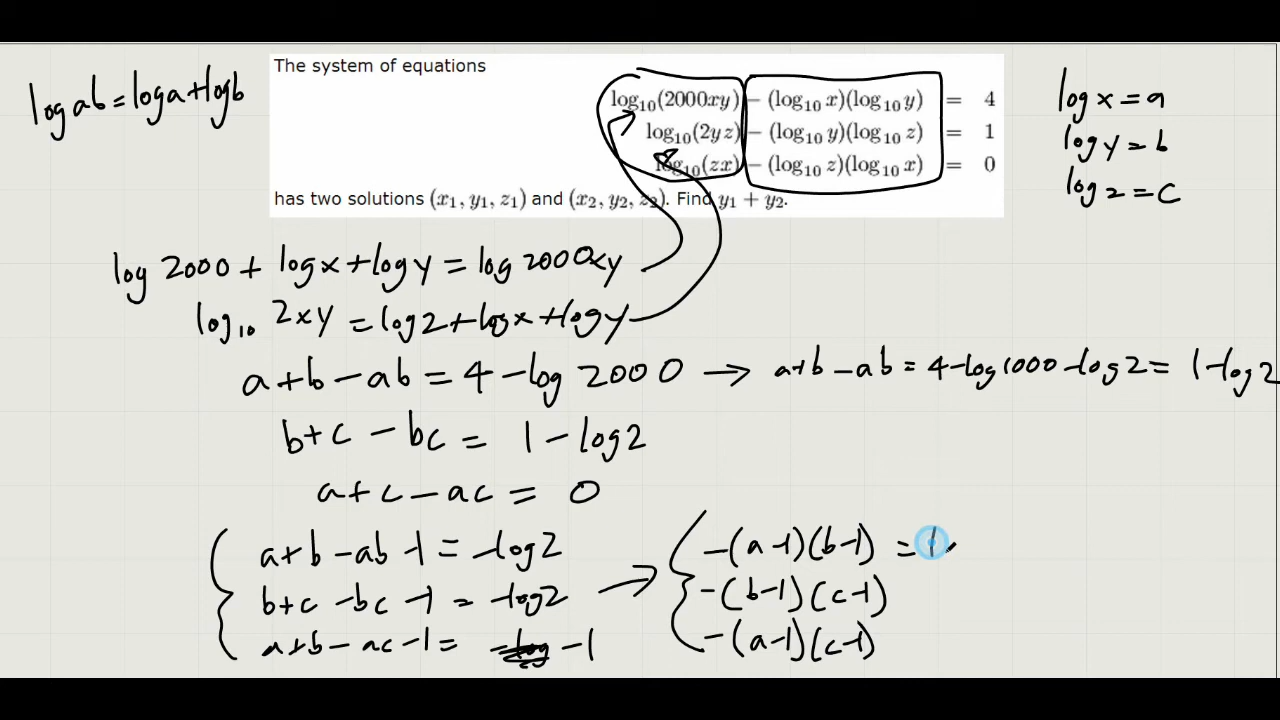 log ab = loga + logb
The system of equations
log₁₀(2000xy) − (log₁₀ x)(log₁₀ y) = 4
log₁₀(2yz) − (log₁₀ y)(log₁₀ z) = 1
log₁₀(zx) − (log₁₀ z)(log₁₀ x) = 0
has two solutions (x₁, y₁, z₁) and (x₂, y₂, z₂). Find y₁ + y₂.
log x = a
log y = b
log z = c
log 2000 + log x + log y = log 2000xy
log₁₀ 2xy = log 2 + log x + log y
a + b − ab = 4 − log 2000 → a + b − ab = 4 − log 1000 − log 2 = 1 − log 2
b + c − bc = 1 − log 2
a + c − ac = 0
a + b − ab − 1 = −log 2
b + c − bc − 1 = −log 2
a + b − ac − 1 = −1
→
−(a−1)(b−1) = 1
−(b−1)(c−1)
−(a−1)(c−1)